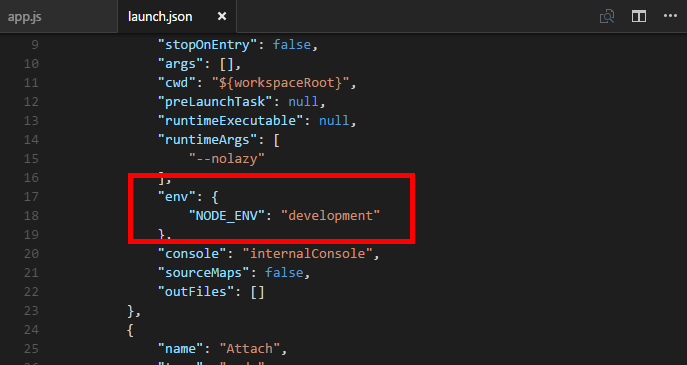 app.js
launch.json
9 "stopOnEntry": false,
10 "args": [],
11 "cwd": "${workspaceRoot}",
12 "preLaunchTask": null,
13 "runtimeExecutable": null,
14 "runtimeArgs": [
15 "--nolazy"
16 ],
17 "env": {
18 "NODE_ENV": "development"
19 },
20 "console": "internalConsole",
21 "sourceMaps": false,
22 "outFiles": []
23 },
24 {
25 "name": "Attach",